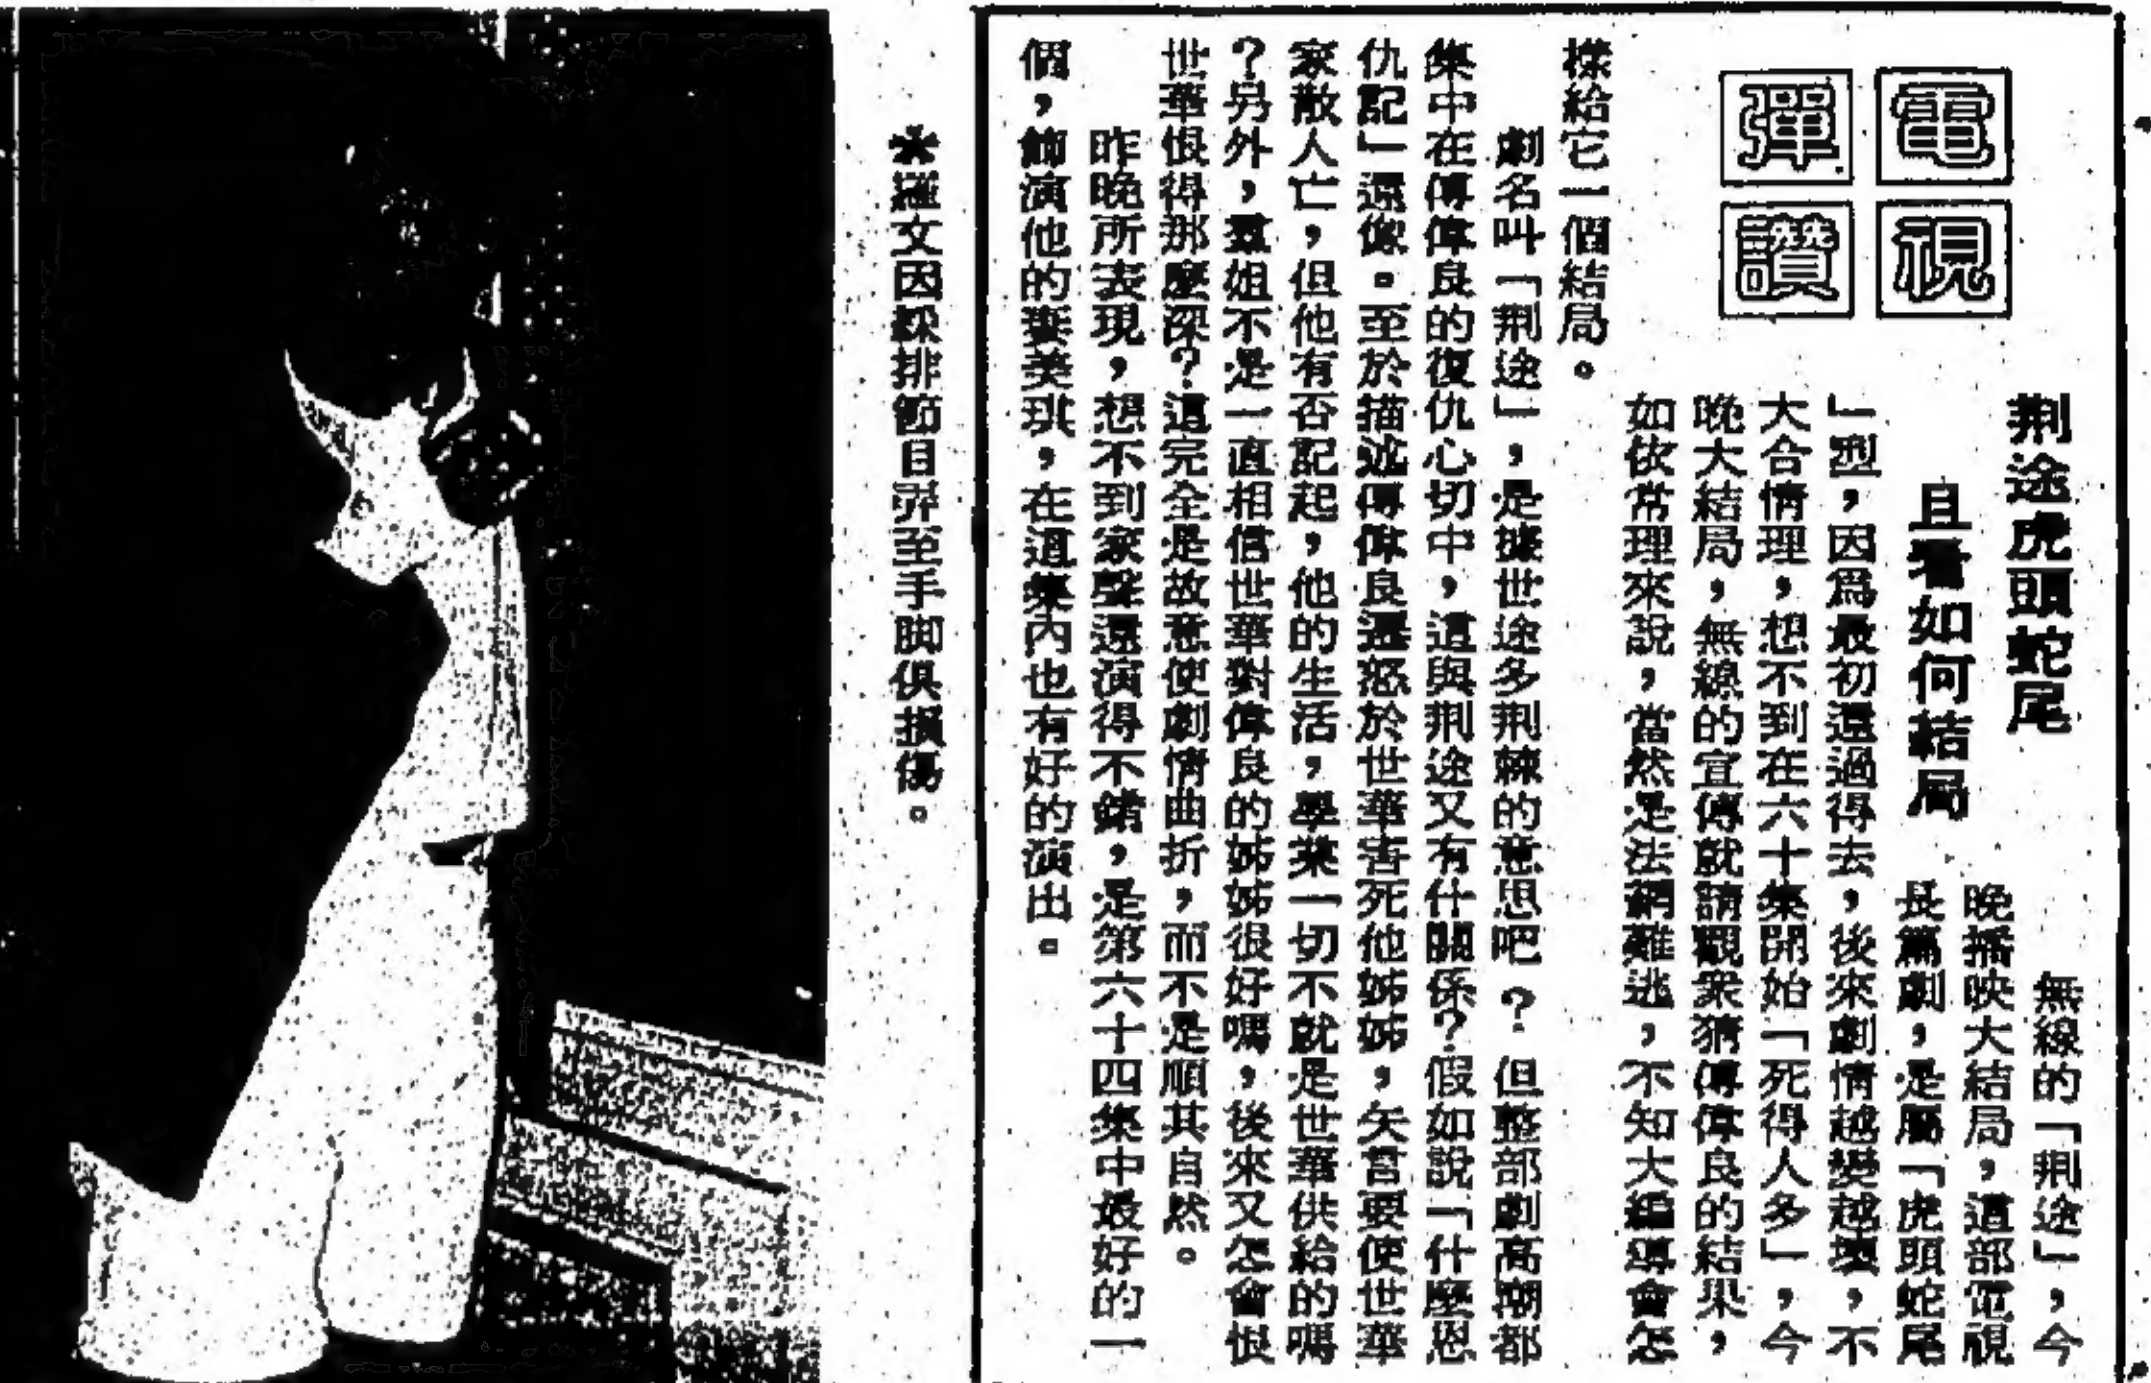 電視
彈讚
荆途虎頭蛇尾
且看如何結局
無線的「荆途」，今
晚播映大結局，這部電視
長篇劇，是屬「虎頭蛇尾
」型，因為最初還過得去，後來劇情越變越壞，不
大合情理，想不到在六十集開始「死得人多」，今
晚大結局，無線的宣傳就請觀衆猜傅偉良的結果，
如依常理來說，當然是法網難逃，不知大編導會怎
樣給它一個結局。
劇名叫「荆途」，是據世途多荆棘的意思吧？但整部劇高潮都
集中在傅偉良的復仇心切中，這與荆途又有什關係？假如說「什麼恩
仇記」還像。至於描述傅偉良遷怒於世華害死他姊姊，矢言要使世華
家散人亡，但他有否記起，他的生活，學業一切不就是世華供給的嗎
？另外，姐不是一直相信世華對偉良的姊姊很好嗎，後來又怎會恨
世華恨得那麼深？這完全是故意使劇情曲折，而不是順其自然。
昨晚所表現，想不到家聲還演得不錯，是第六十四集中最好的一
個，飾演他的妻美琪，在這集內也有好的演出。
＊羅文因綵排節目弄至手脚俱損傷。